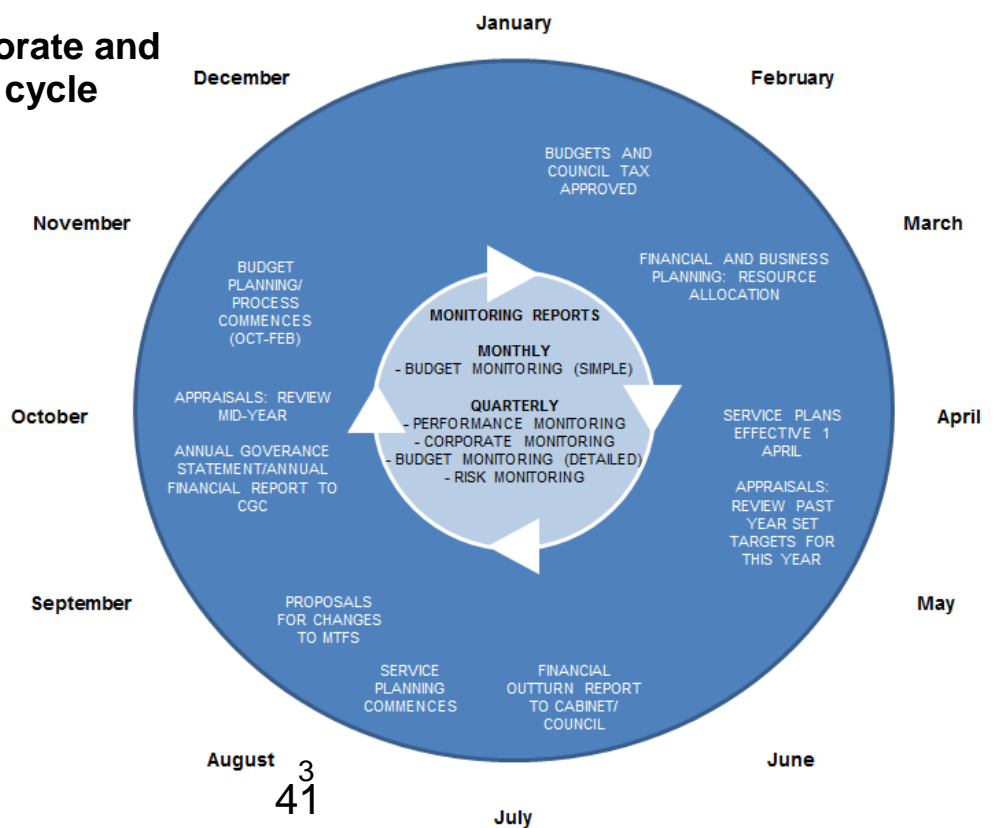 orate and
cycle
January
December
February
BUDGETS AND
COUNCIL TAX
APPROVED
November
March
FINANCIAL AND BUSINESS
PLANNING: RESOURCE
ALLOCATION
BUDGET
PLANNING/
PROCESS
COMMENCES
(OCT-FEB)
MONITORING REPORTS
MONTHLY
- BUDGET MONITORING (SIMPLE)
QUARTERLY
- PERFORMANCE MONITORING
- CORPORATE MONITORING
- BUDGET MONITORING (DETAILED)
- RISK MONITORING
October
APPRAISALS: REVIEW
MID-YEAR
ANNUAL GOVERANCE
STATEMENT/ANNUAL
FINANCIAL REPORT TO
CGC
April
SERVICE PLANS
EFFECTIVE 1
APRIL
APPRAISALS:
REVIEW PAST
YEAR SET
TARGETS FOR
THIS YEAR
September
May
PROPOSALS
FOR CHANGES
TO MTFS
SERVICE
PLANNING
COMMENCES
FINANCIAL
OUTTURN REPORT
TO CABINET/
COUNCIL
August
June
3
41
July